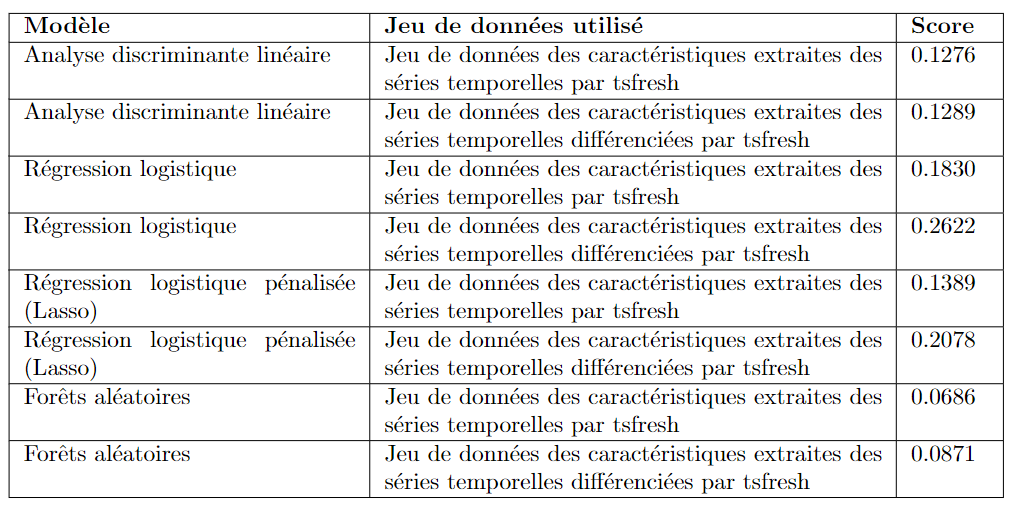 Modèle Jeu de données utilisé Score
Analyse discriminante linéaire Jeu de données des caractéristiques extraites des 0.1276
séries temporelles par tsfresh
Analyse discriminante linéaire Jeu de données des caractéristiques extraites des 0.1289
séries temporelles différenciées par tsfresh
Régression logistique Jeu de données des caractéristiques extraites des 0.1830
séries temporelles par tsfresh
Régression logistique Jeu de données des caractéristiques extraites des 0.2622
séries temporelles différenciées par tsfresh
Régression logistique pénalisée Jeu de données des caractéristiques extraites des 0.1389
(Lasso) séries temporelles par tsfresh
Régression logistique pénalisée Jeu de données des caractéristiques extraites des 0.2078
(Lasso) séries temporelles différenciées par tsfresh
Forêts aléatoires Jeu de données des caractéristiques extraites des 0.0686
séries temporelles par tsfresh
Forêts aléatoires Jeu de données des caractéristiques extraites des 0.0871
séries temporelles différenciées par tsfresh